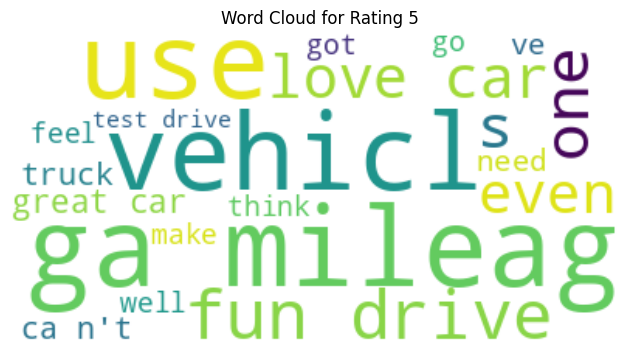 Word Cloud for Rating 5
use
love car
got
go
ve
one
test drive
feel
vehicl
s
truck
need
even
great car
think
make
ga mileag
well
fun drive
ca n't